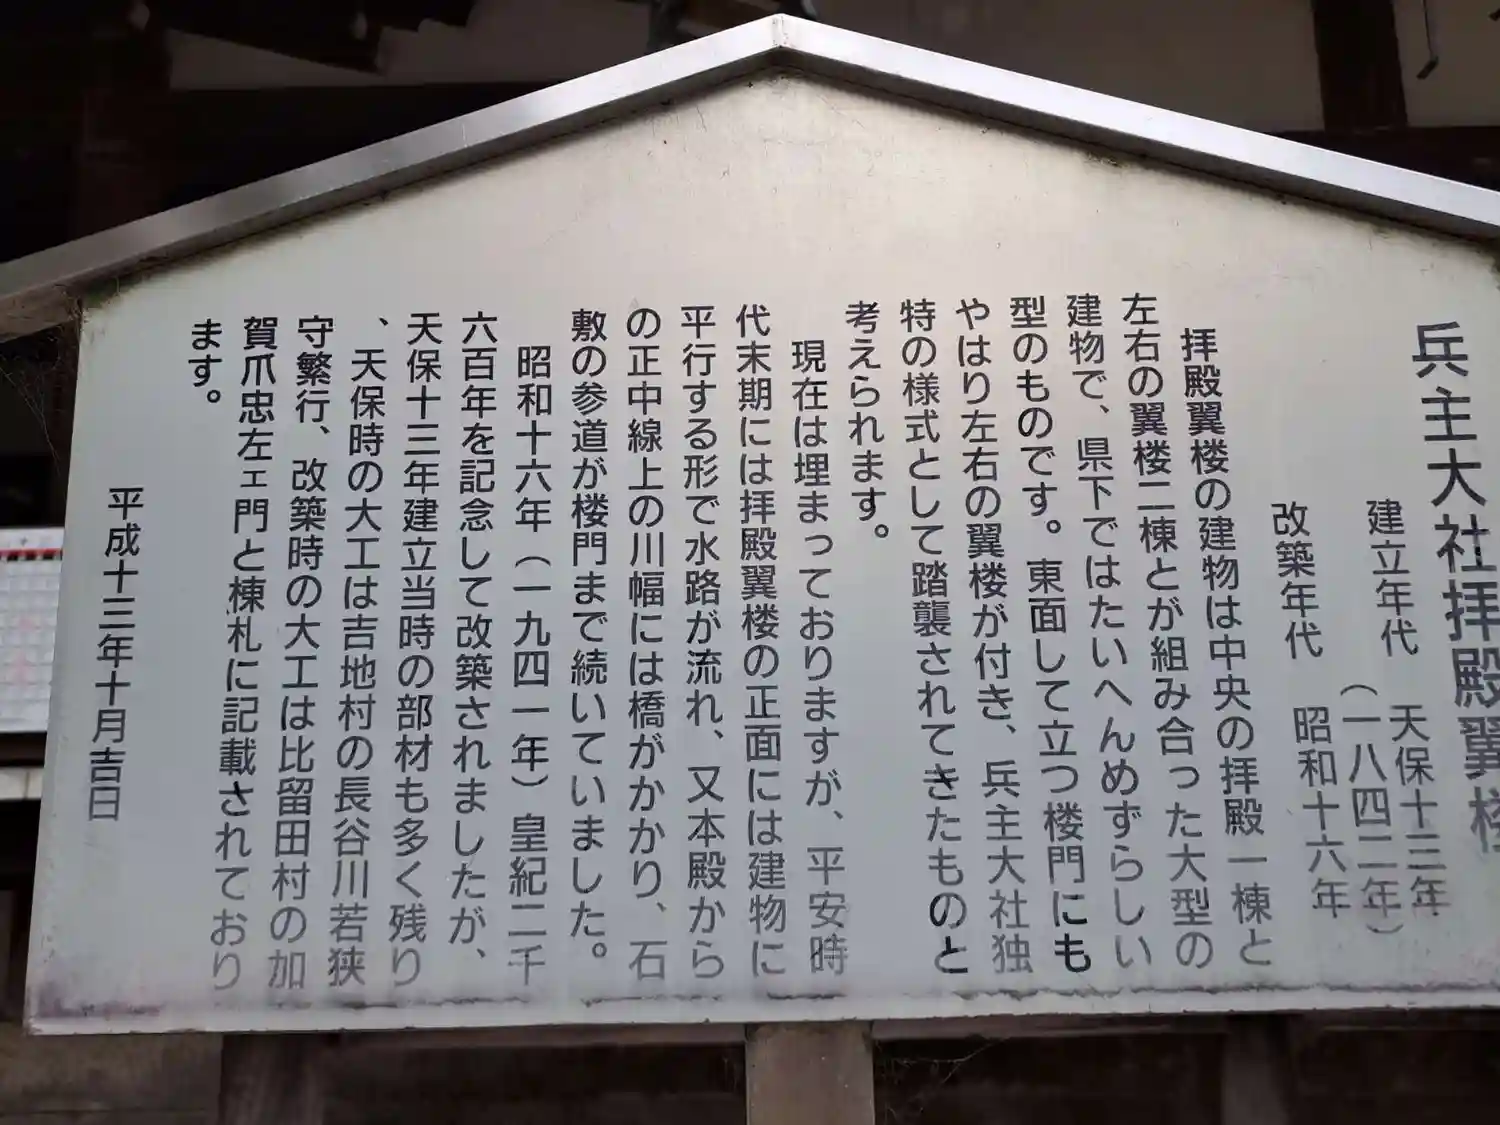 兵主大社拝殿翼楼
建立年代　天保十三年
（一八四二年）
改築年代　昭和十六年
拝殿翼楼の建物は中央の拝殿一棟と
左右の翼楼二棟とが組み合った大型の
建物で、県下ではたいへんめずらしい
型のものです。東面して立つ楼門にも
やはり左右の翼楼が付き、兵主大社独
特の様式として踏襲されてきたものと
考えられます。
現在は埋まっておりますが、平安時
代末期には拝殿翼楼の正面には建物に
平行する形で水路が流れ、又本殿から
の正中線上の川幅には橋がかかり、石
敷の参道が楼門まで続いていました。
昭和十六年（一九四一年）皇紀二千
六百年を記念して改築されましたが、
天保十三年建立当時の部材も多く残り
、天保時の大工は吉地村の長谷川若狭
守繁行、改築時の大工は比留田村の加
賀爪忠左ェ門と棟札に記載されており
ます。
平成十三年十月吉日